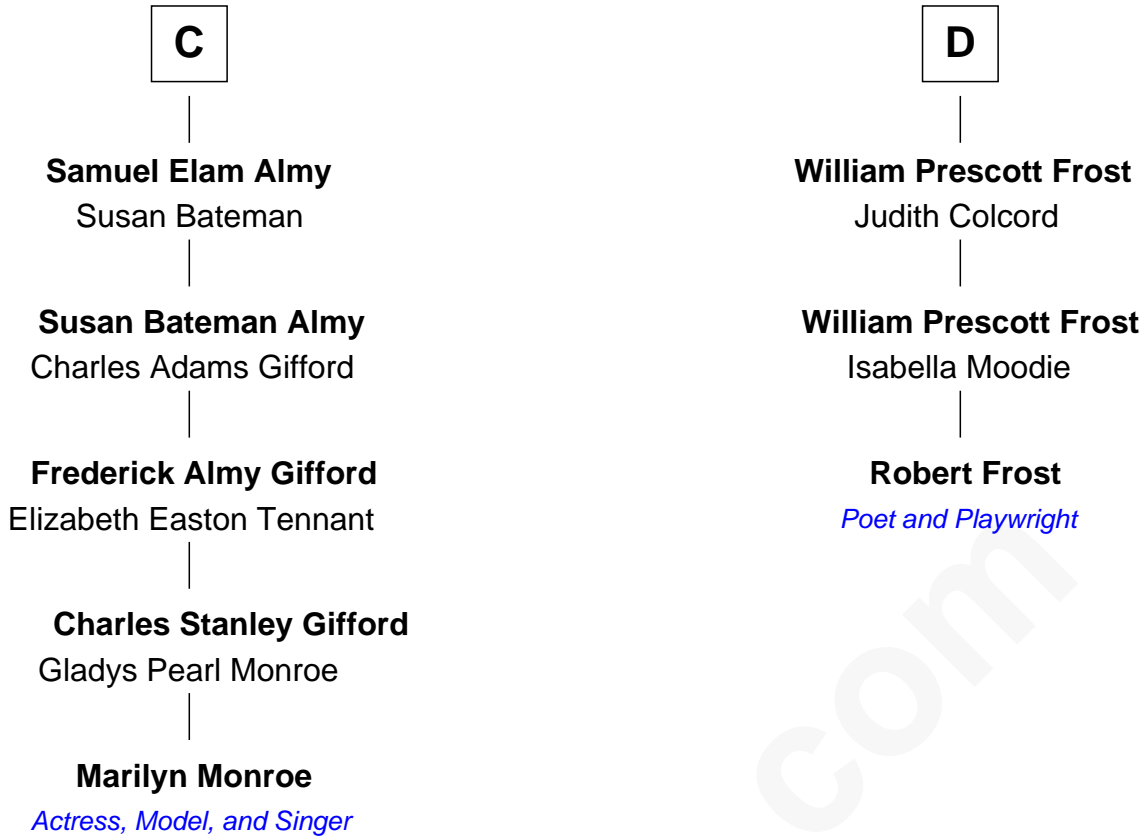 C
Samuel Elam Almy
Susan Bateman
Susan Bateman Almy
Charles Adams Gifford
Frederick Almy Gifford
Elizabeth Easton Tennant
Charles Stanley Gifford
Gladys Pearl Monroe
Marilyn Monroe
Actress, Model, and Singer
D
William Prescott Frost
Judith Colcord
William Prescott Frost
Isabella Moodie
Robert Frost
Poet and Playwright
com